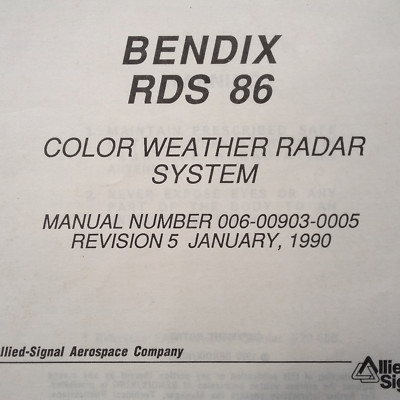 BENDIX
RDS 86
COLOR WEATHER RADAR
SYSTEM
MANUAL NUMBER 006-00903-0005
REVISION 5 JANUARY, 1990
llied-Signal Aerospace Company
Allie
Sig